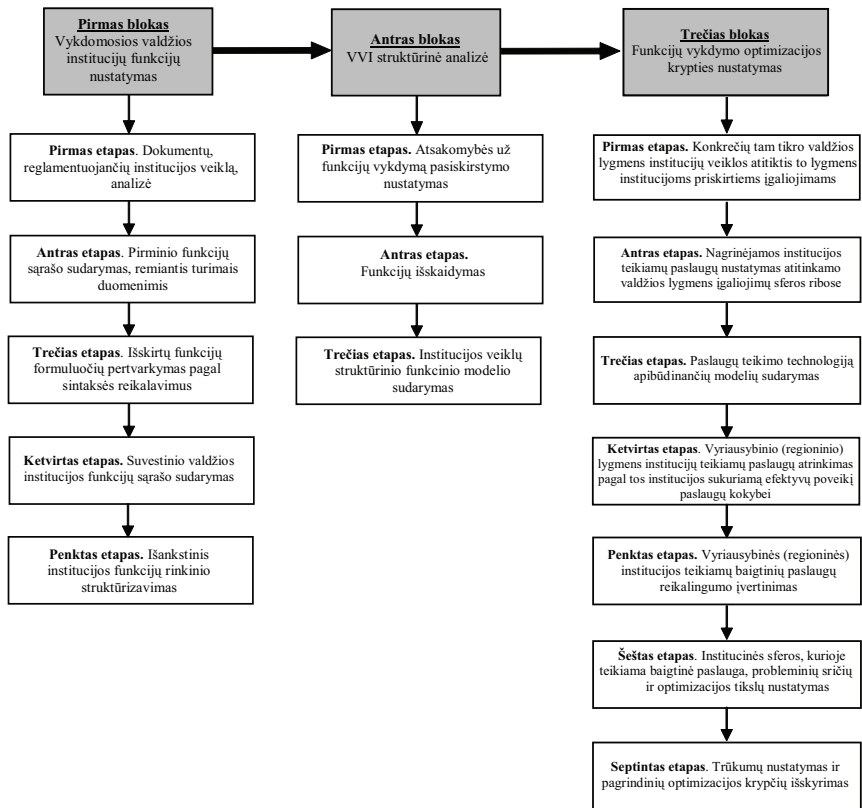 Pirmas blokas
Vykdomosios valdžios
institucijų funkcijų
nustatymas
Antras blokas
VVI struktūrinė analizė
Trečias blokas
Funkcijų vykdymo optimizacijos
krypties nustatymas
Pirmas etapas. Dokumentų,
reglamentuojančių institucijos veiklą,
analizė
Antras etapas. Pirminio funkcijų
sąrašo sudarymas, remiantis turimais
duomenimis
Trečias etapas. Išskirtų funkcijų
formuluočių pertvarkymas pagal
sintaksės reikalavimus
Ketvirtas etapas. Suvestinio valdžios
institucijos funkcijų sąrašo sudarymas
Penktas etapas. Išankstinis
institucijos funkcijų rinkinio
struktūrizavimas
Pirmas etapas. Atsakomybės už
funkcijų vykdymą pasiskirstymo
nustatymas
Antras etapas.
Funkcijų išskaidymas
Trečias etapas. Institucijos veiklų
struktūrinio funkcinio modelio
sudarymas
Pirmas etapas. Konkrečių tam tikro valdžios
lygmens institucijų veiklos atitiktis to lygmens
institucijoms priskirtiems įgaliojimams
Antras etapas. Nagrinėjamos institucijos
teikiamų paslaugų nustatymas atitinkamo
valdžios lygmens įgaliojimų sferos ribose
Trečias etapas. Paslaugų teikimo technologiją
apibūdinančių modelių sudarymas
Ketvirtas etapas. Vyriausybinio (regioninio)
lygmens institucijų teikiamų paslaugų atrinkimas
pagal tos institucijos sukuriamą efektyvų poveikį
paslaugų kokybei
Penktas etapas. Vyriausybinės (regioninės)
institucijos teikiamų baigtinių paslaugų
reikalingumo įvertinimas
Šeštas etapas. Institucinės sferos, kurioje
teikiama baigtinė paslauga, probleminių sričių
ir optimizacijos tikslų nustatymas
Septintas etapas. Trūkumų nustatymas ir
pagrindinių optimizacijos krypčių išskyrimas